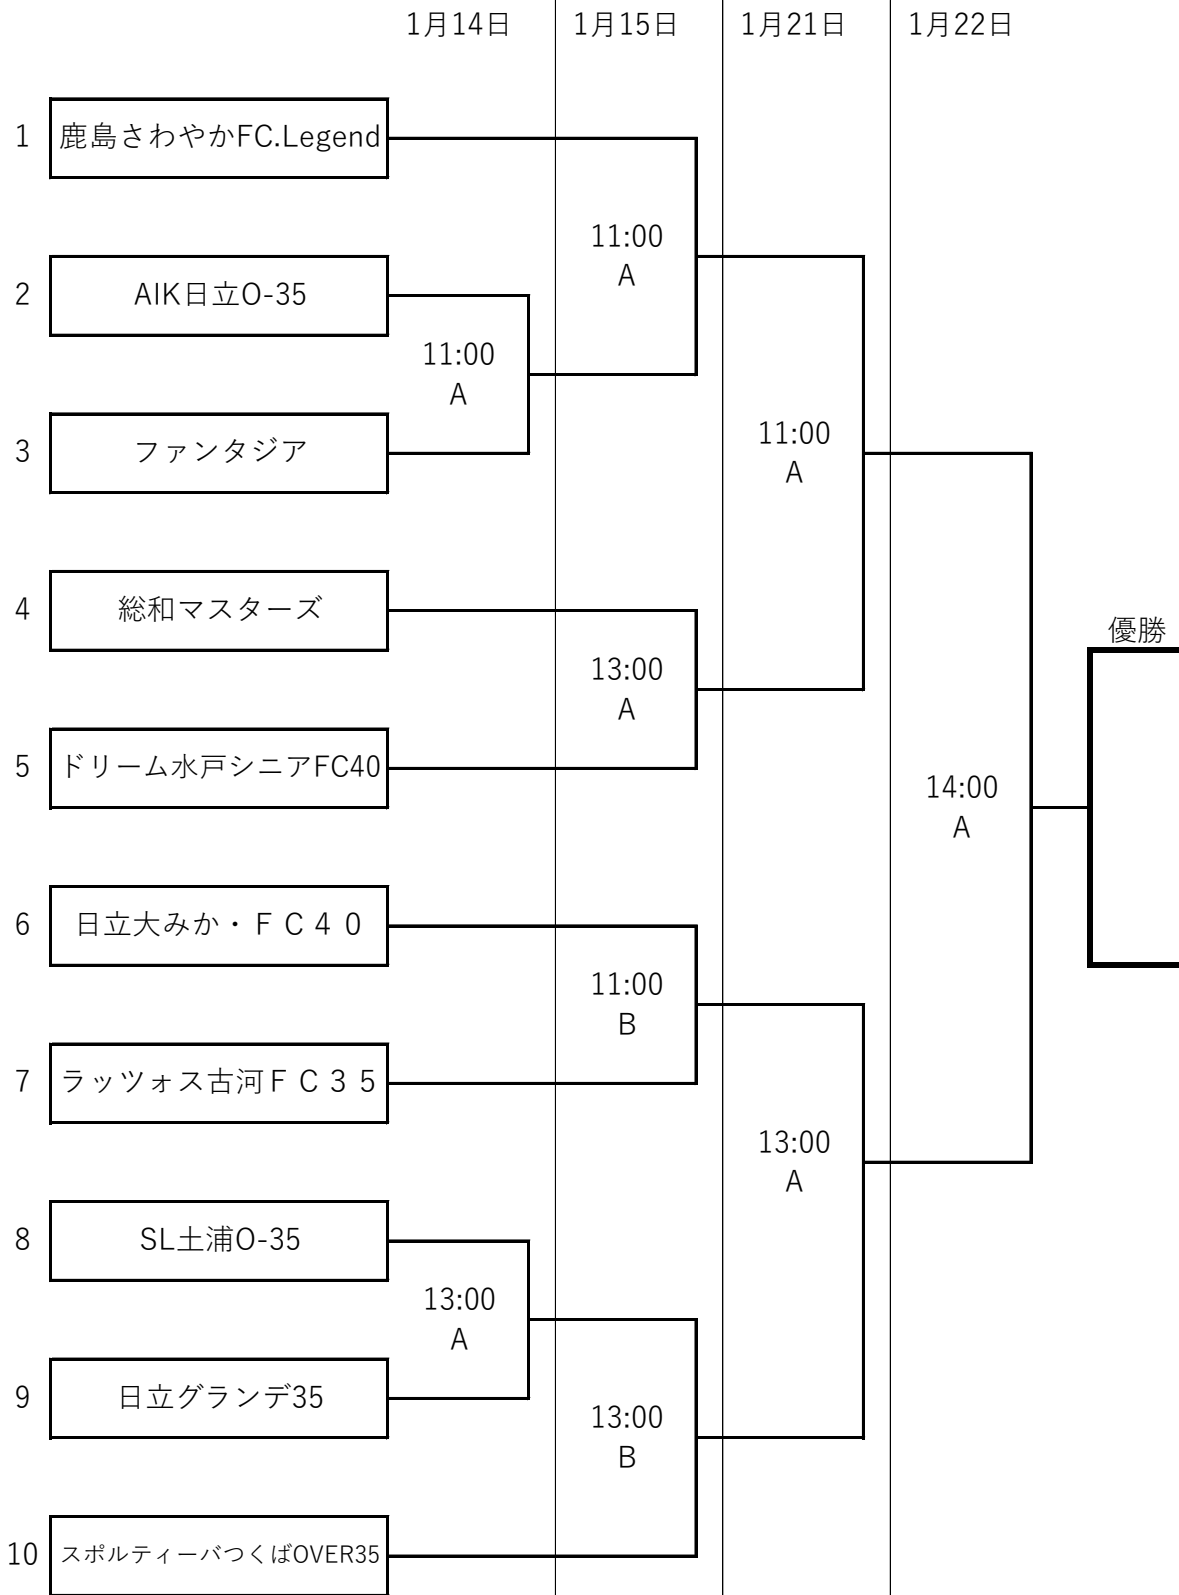 1月14日 1月15日 1月21日 1月22日
1 鹿島さわやかFC.Legend
11:00
A
2 AIK日立O-35
11:00
A
3 ファンタジア
11:00
A
4 総和マスターズ
優勝
13:00
A
5 ドリーム水戸シニアFC40
14:00
A
6 日立大みか・ＦＣ４０
11:00
B
7 ラッツォス古河ＦＣ３５
13:00
A
8 SL土浦O-35
13:00
A
9 日立グランデ35
13:00
B
10 スポルティーバつくばOVER35